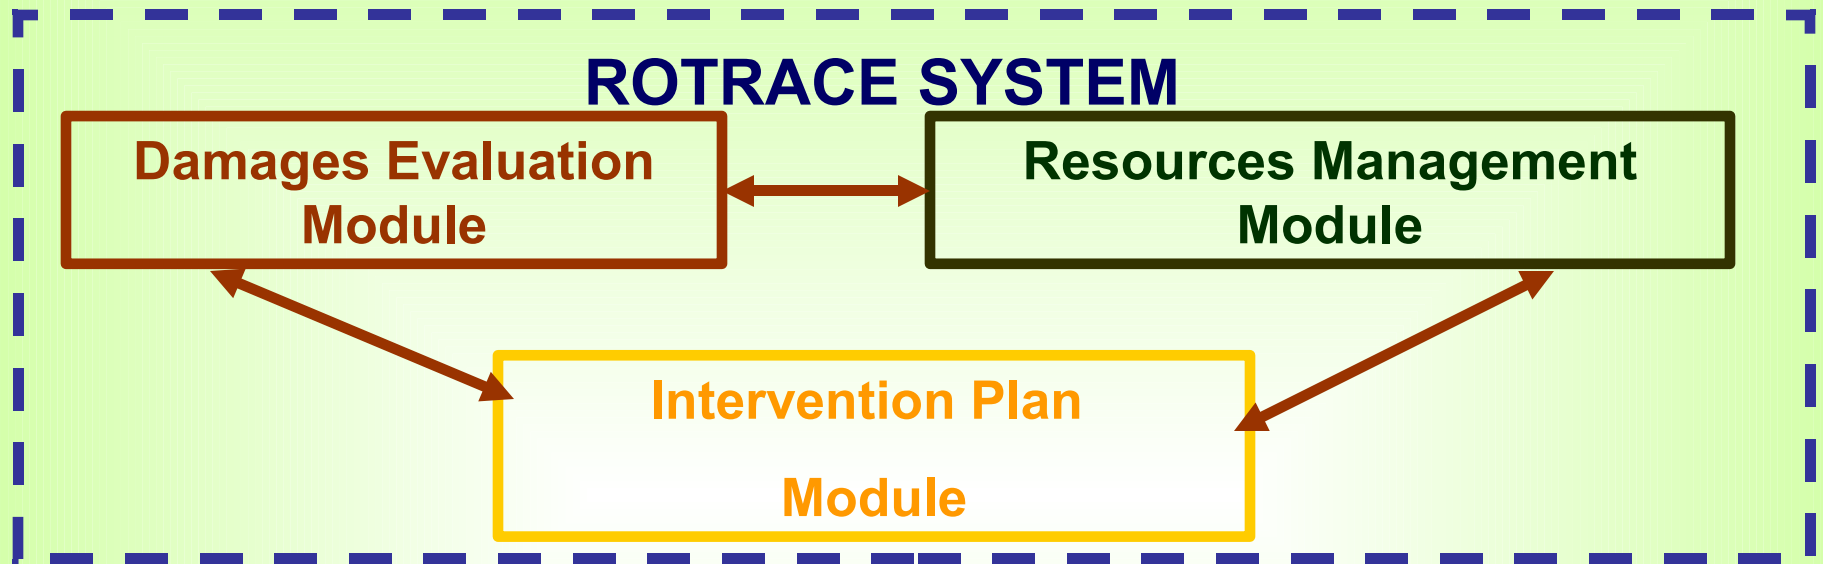 ROTRACE SYSTEM
Damages Evaluation
Module
Resources Management
Module
Intervention Plan
Module